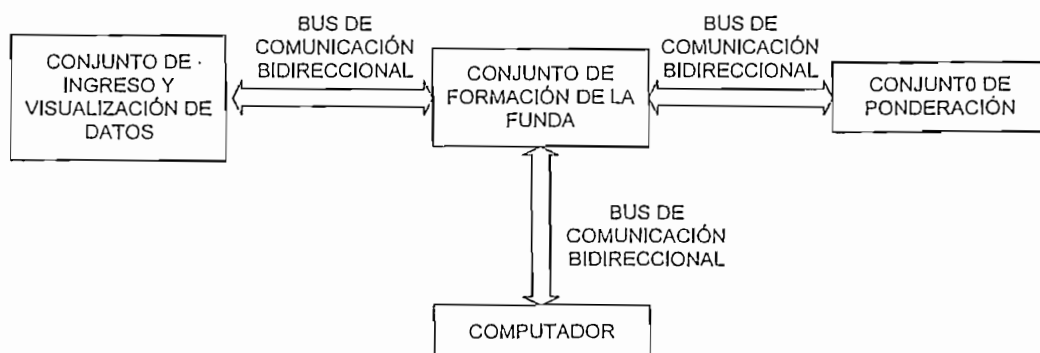 BUS DE
COMUNICACIÓN
BIDIRECCIONAL
BUS DE
COMUNICACIÓN
BIDIRECCIONAL
CONJUNTO DE
INGRESO Y
VISUALIZACIÓN DE
DATOS
CONJUNTO DE
FORMACIÓN DE LA
FUNDA
CONJUNT0 DE
PONDERACIÓN
BUS DE
COMUNICACIÓN
BIDIRECCIONAL
COMPUTADOR